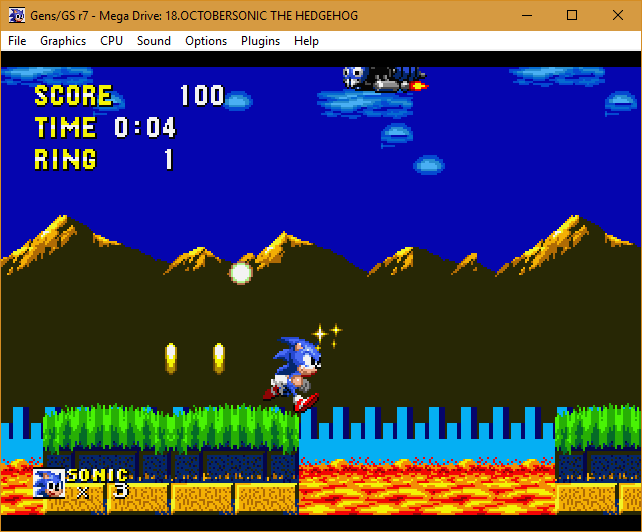 Gens/GS r7 - Mega Drive: 18.OCTOBERSONIC THE HEDGEHOG
File Graphics CPU Sound Options Plugins Help
SCORE 100
TIME 0:04
RING 1
SONIC
x 3